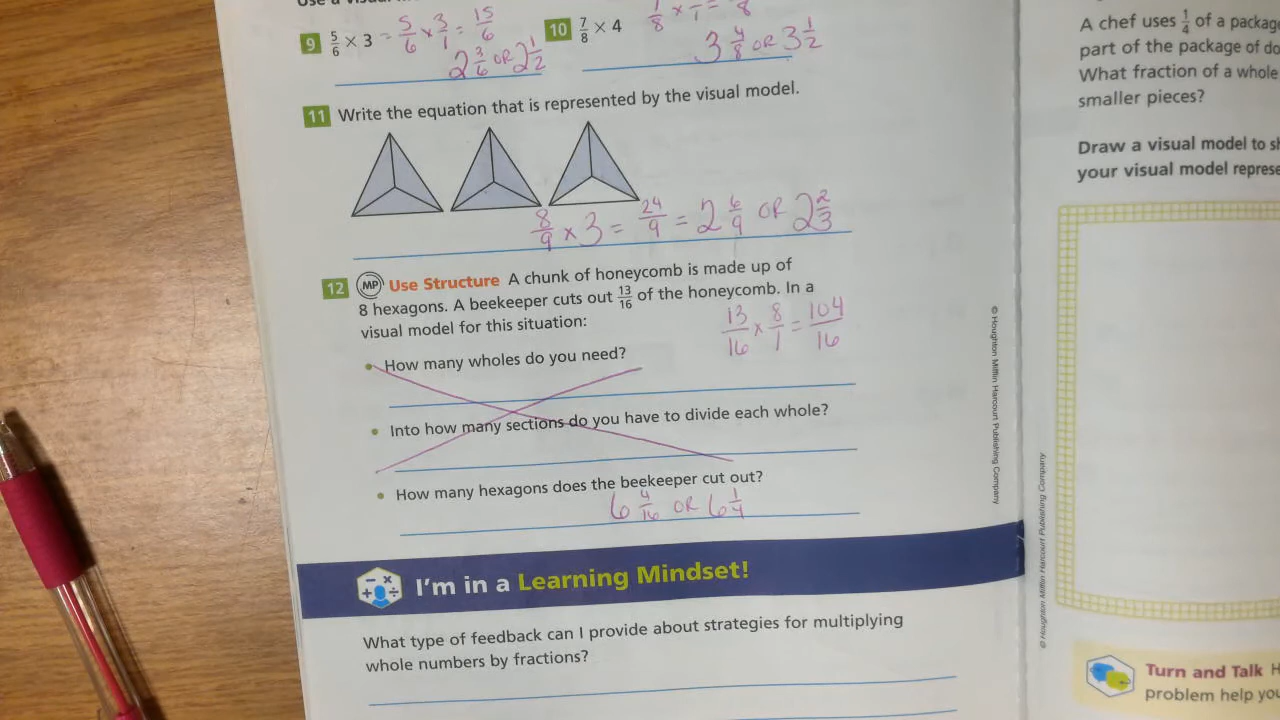 9 5/6 × 3 = 5/6 × 3/1 = 15/6
2 3/6 OR 2 1/2
10 7/8 × 4
3 4/8 OR 3 1/2
11 Write the equation that is represented by the visual model.
8/9 × 3 = 24/9 = 2 6/9 OR 2 2/3
12 MP Use Structure A chunk of honeycomb is made up of
8 hexagons. A beekeeper cuts out 13/16 of the honeycomb. In a
visual model for this situation:
13/16 × 8/1 = 104/16
• How many wholes do you need?
• Into how many sections do you have to divide each whole?
• How many hexagons does the beekeeper cut out?
6 4/16 OR 6 1/4
I'm in a Learning Mindset!
What type of feedback can I provide about strategies for multiplying
whole numbers by fractions?
© Houghton Mifflin Harcourt Publishing Company
A chef uses 1/4 of a package
part of the package of do
What fraction of a whole
smaller pieces?
Draw a visual model to sh
your visual model represe
© Houghton Mifflin Harcourt Publishing Company
Turn and Talk H
problem help you